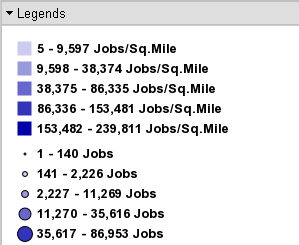 Legends
5 - 9,597 Jobs/Sq.Mile
9,598 - 38,374 Jobs/Sq.Mile
38,375 - 86,335 Jobs/Sq.Mile
86,336 - 153,481 Jobs/Sq.Mile
153,482 - 239,811 Jobs/Sq.Mile
1 - 140 Jobs
141 - 2,226 Jobs
2,227 - 11,269 Jobs
11,270 - 35,616 Jobs
35,617 - 86,953 Jobs